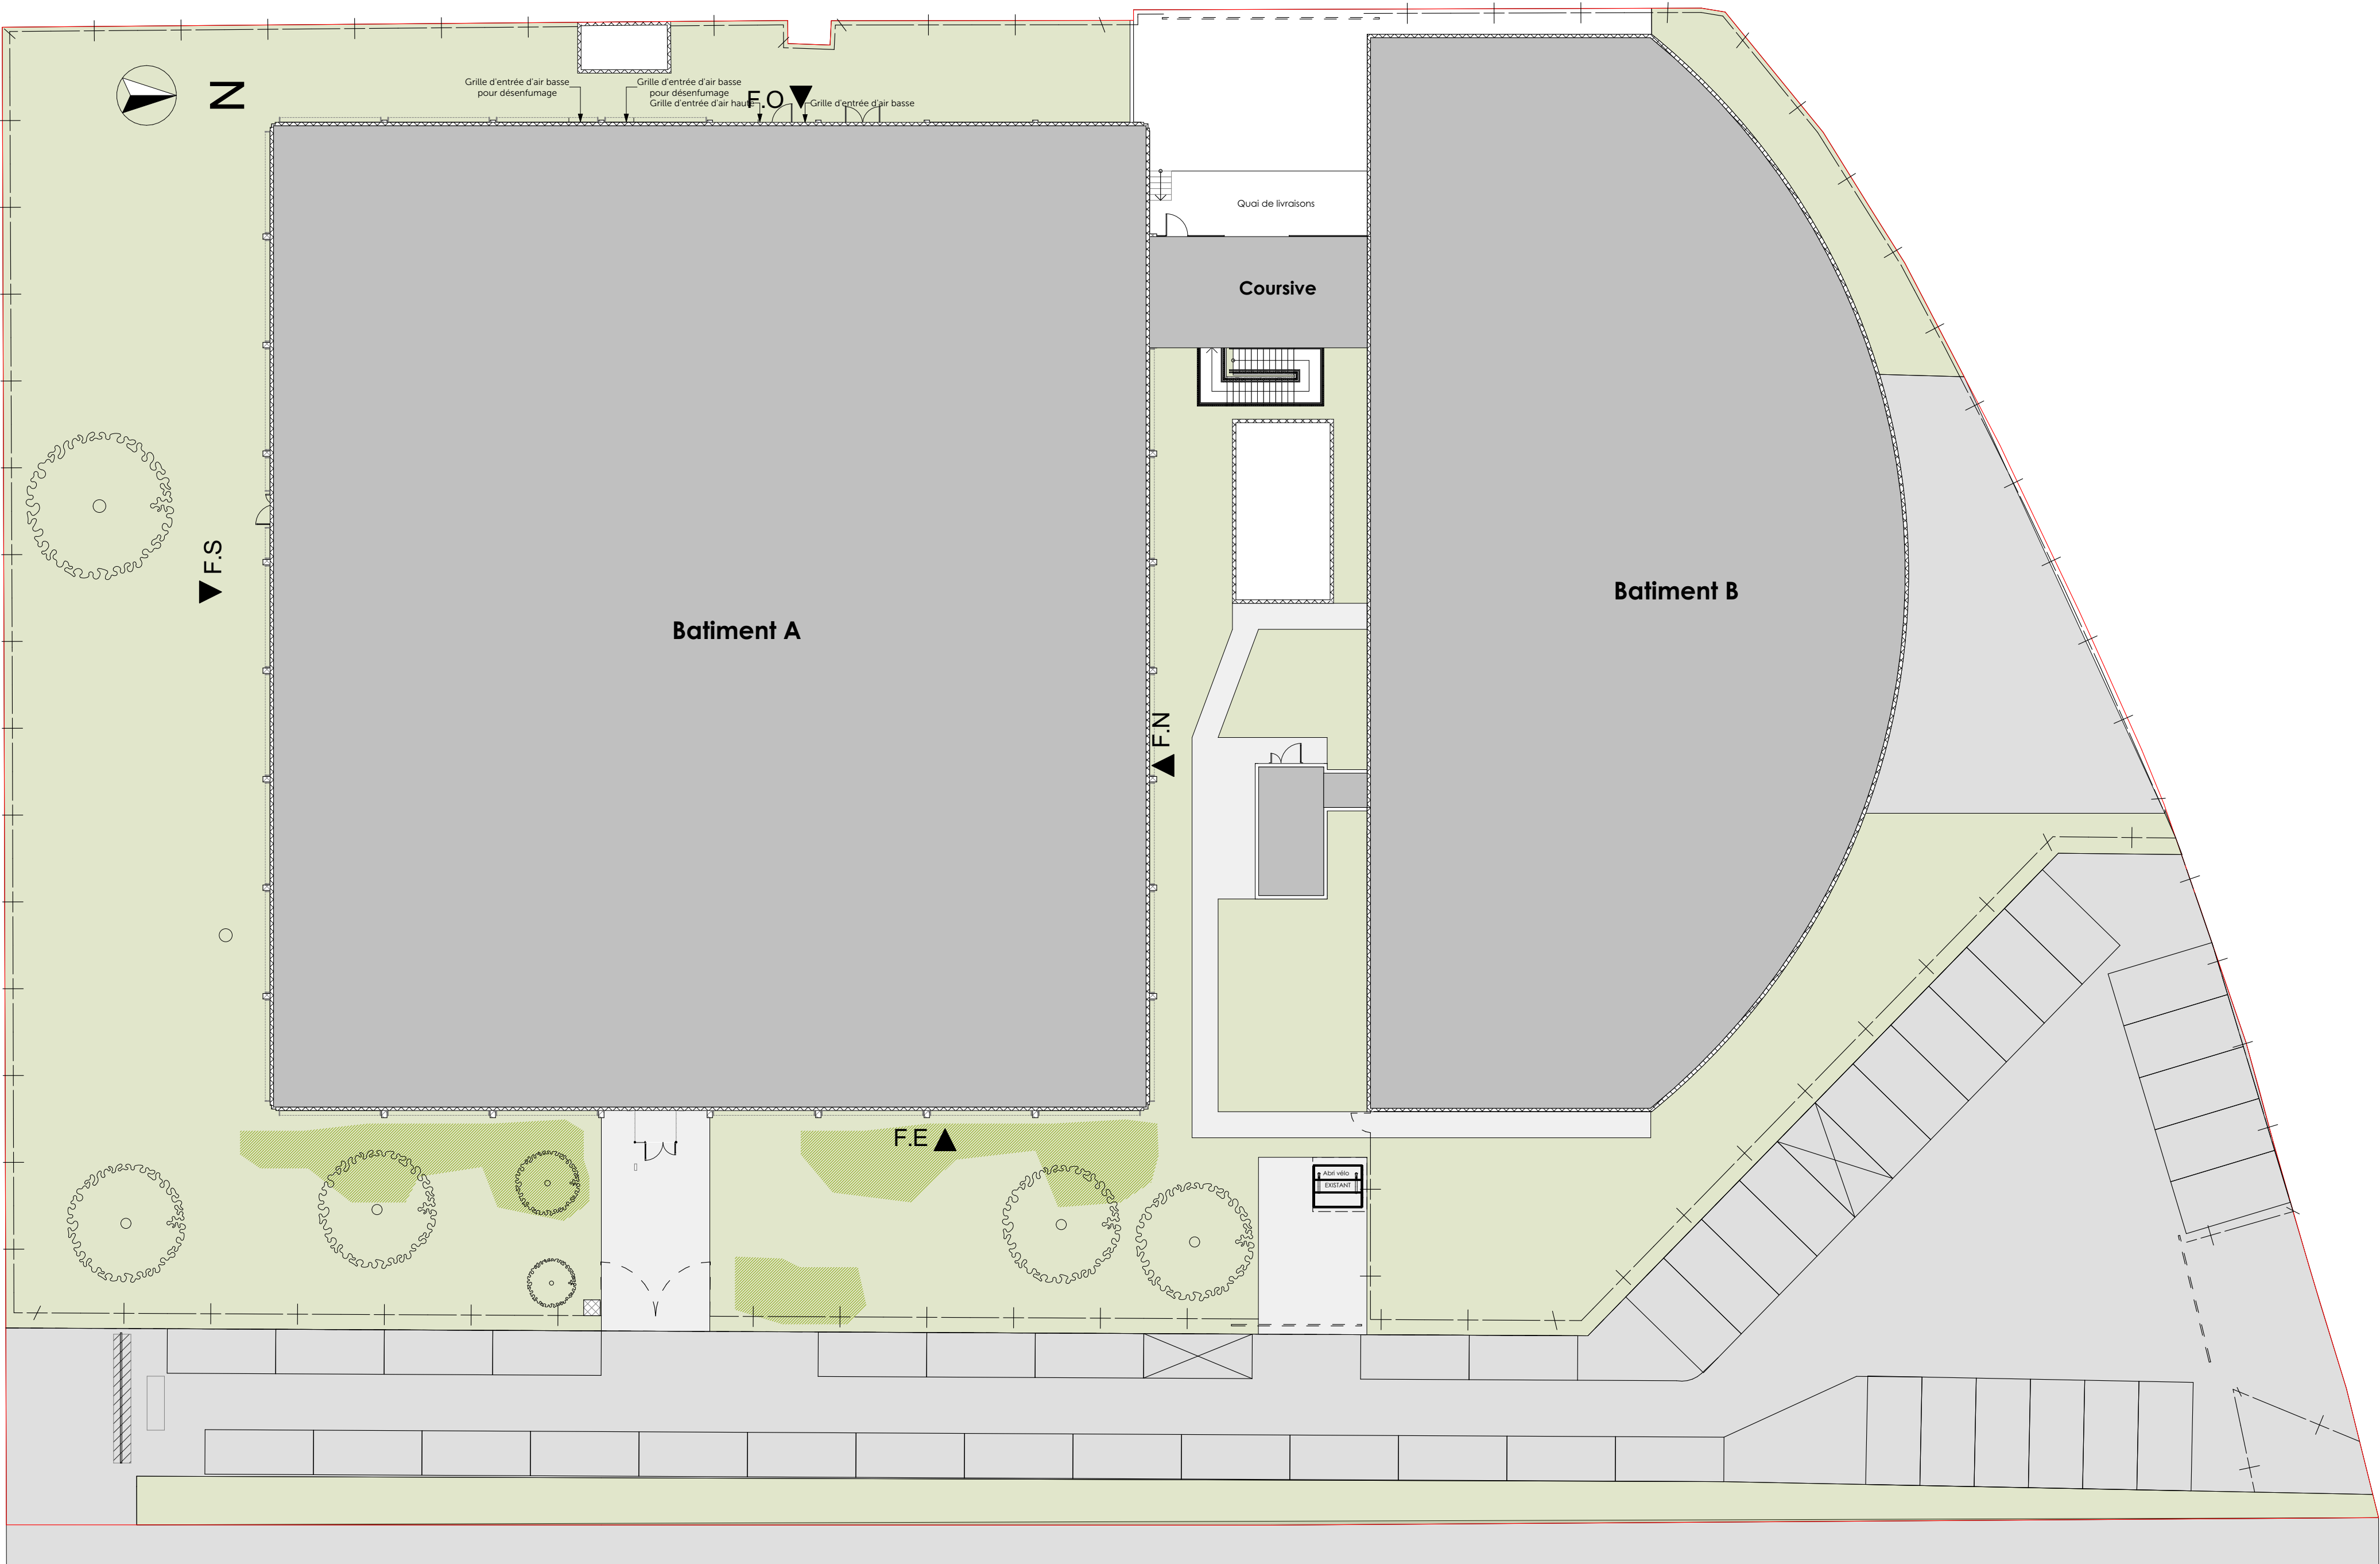 N
Grille d'entrée d'air basse
pour désenfumage
Grille d'entrée d'air basse
pour désenfumage
Grille d'entrée d'air haute
F.O
Grille d'entrée d'air basse
Quai de livraisons
Coursive
F.S
Batiment A
Batiment B
F.N
F.E
Abri vélo
EXISTANT